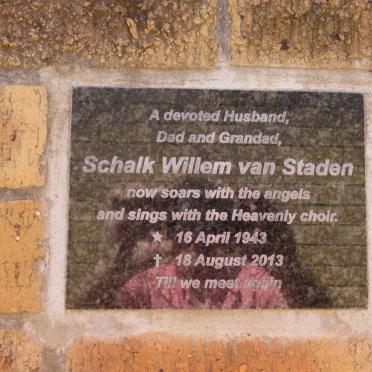 A devoted Husband,
Dad and Grandad,
Schalk Willem van Staden
now soars with the angels
and sings with the Heavenly choir.
★ 16 April 1943
✝ 18 August 2013
Till we meet again